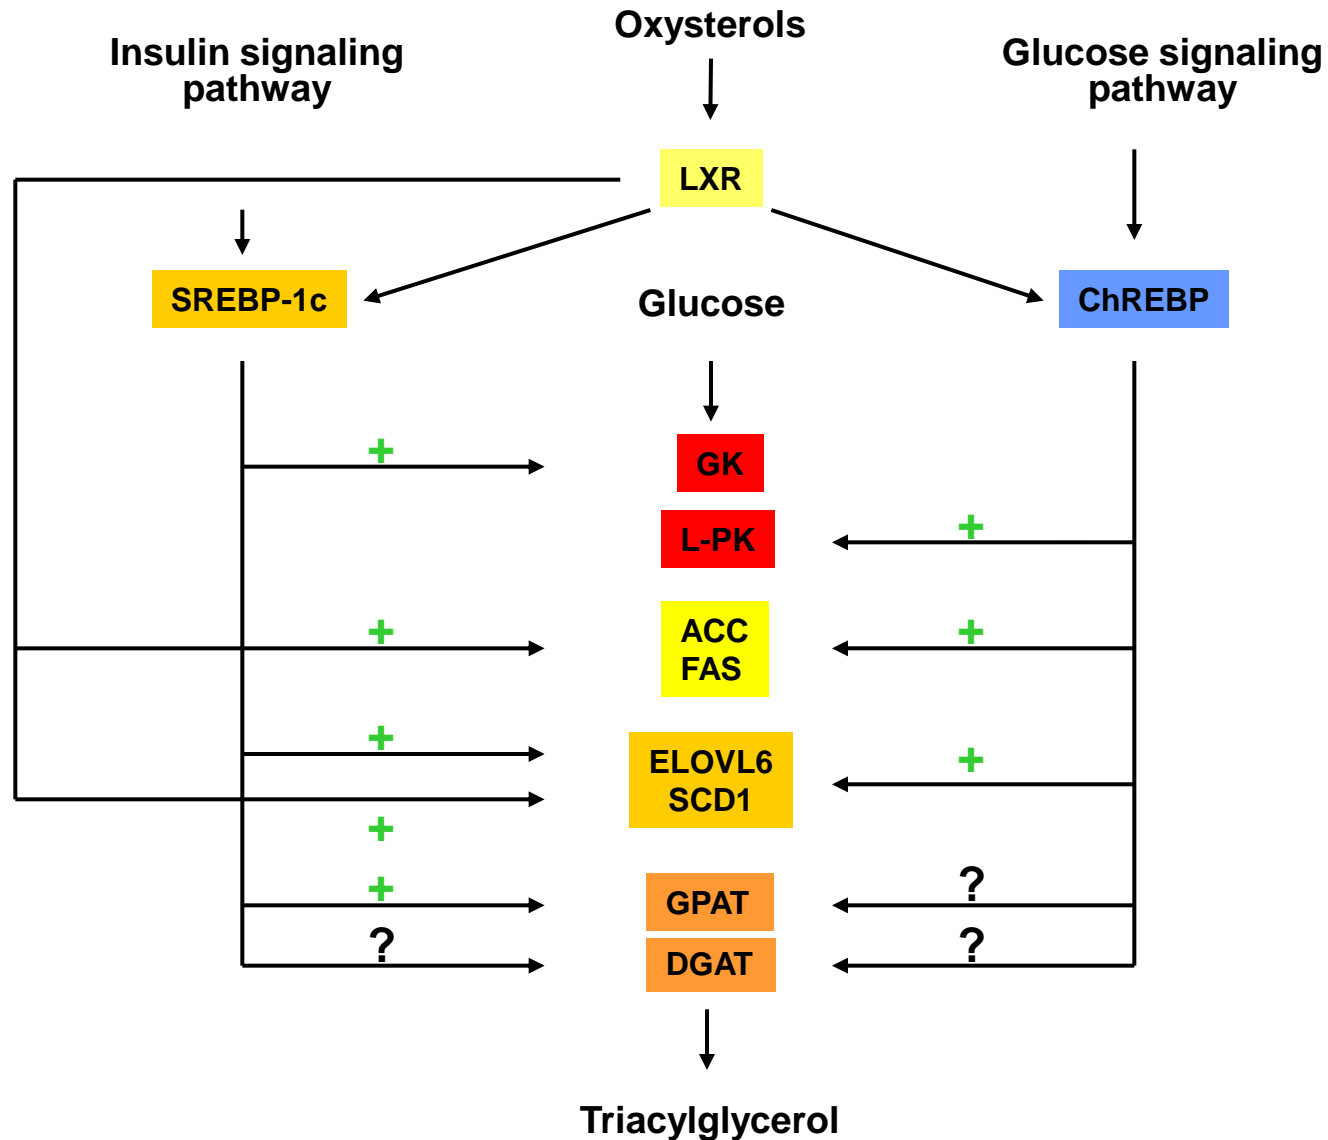 Oxysterols
Insulin signaling
pathway
Glucose signaling
pathway
LXR
SREBP-1c
Glucose
ChREBP
+
GK
L-PK
+
+
ACC
FAS
+
+
ELOVL6
SCD1
+
+
+
GPAT
?
?
DGAT
?
Triacylglycerol